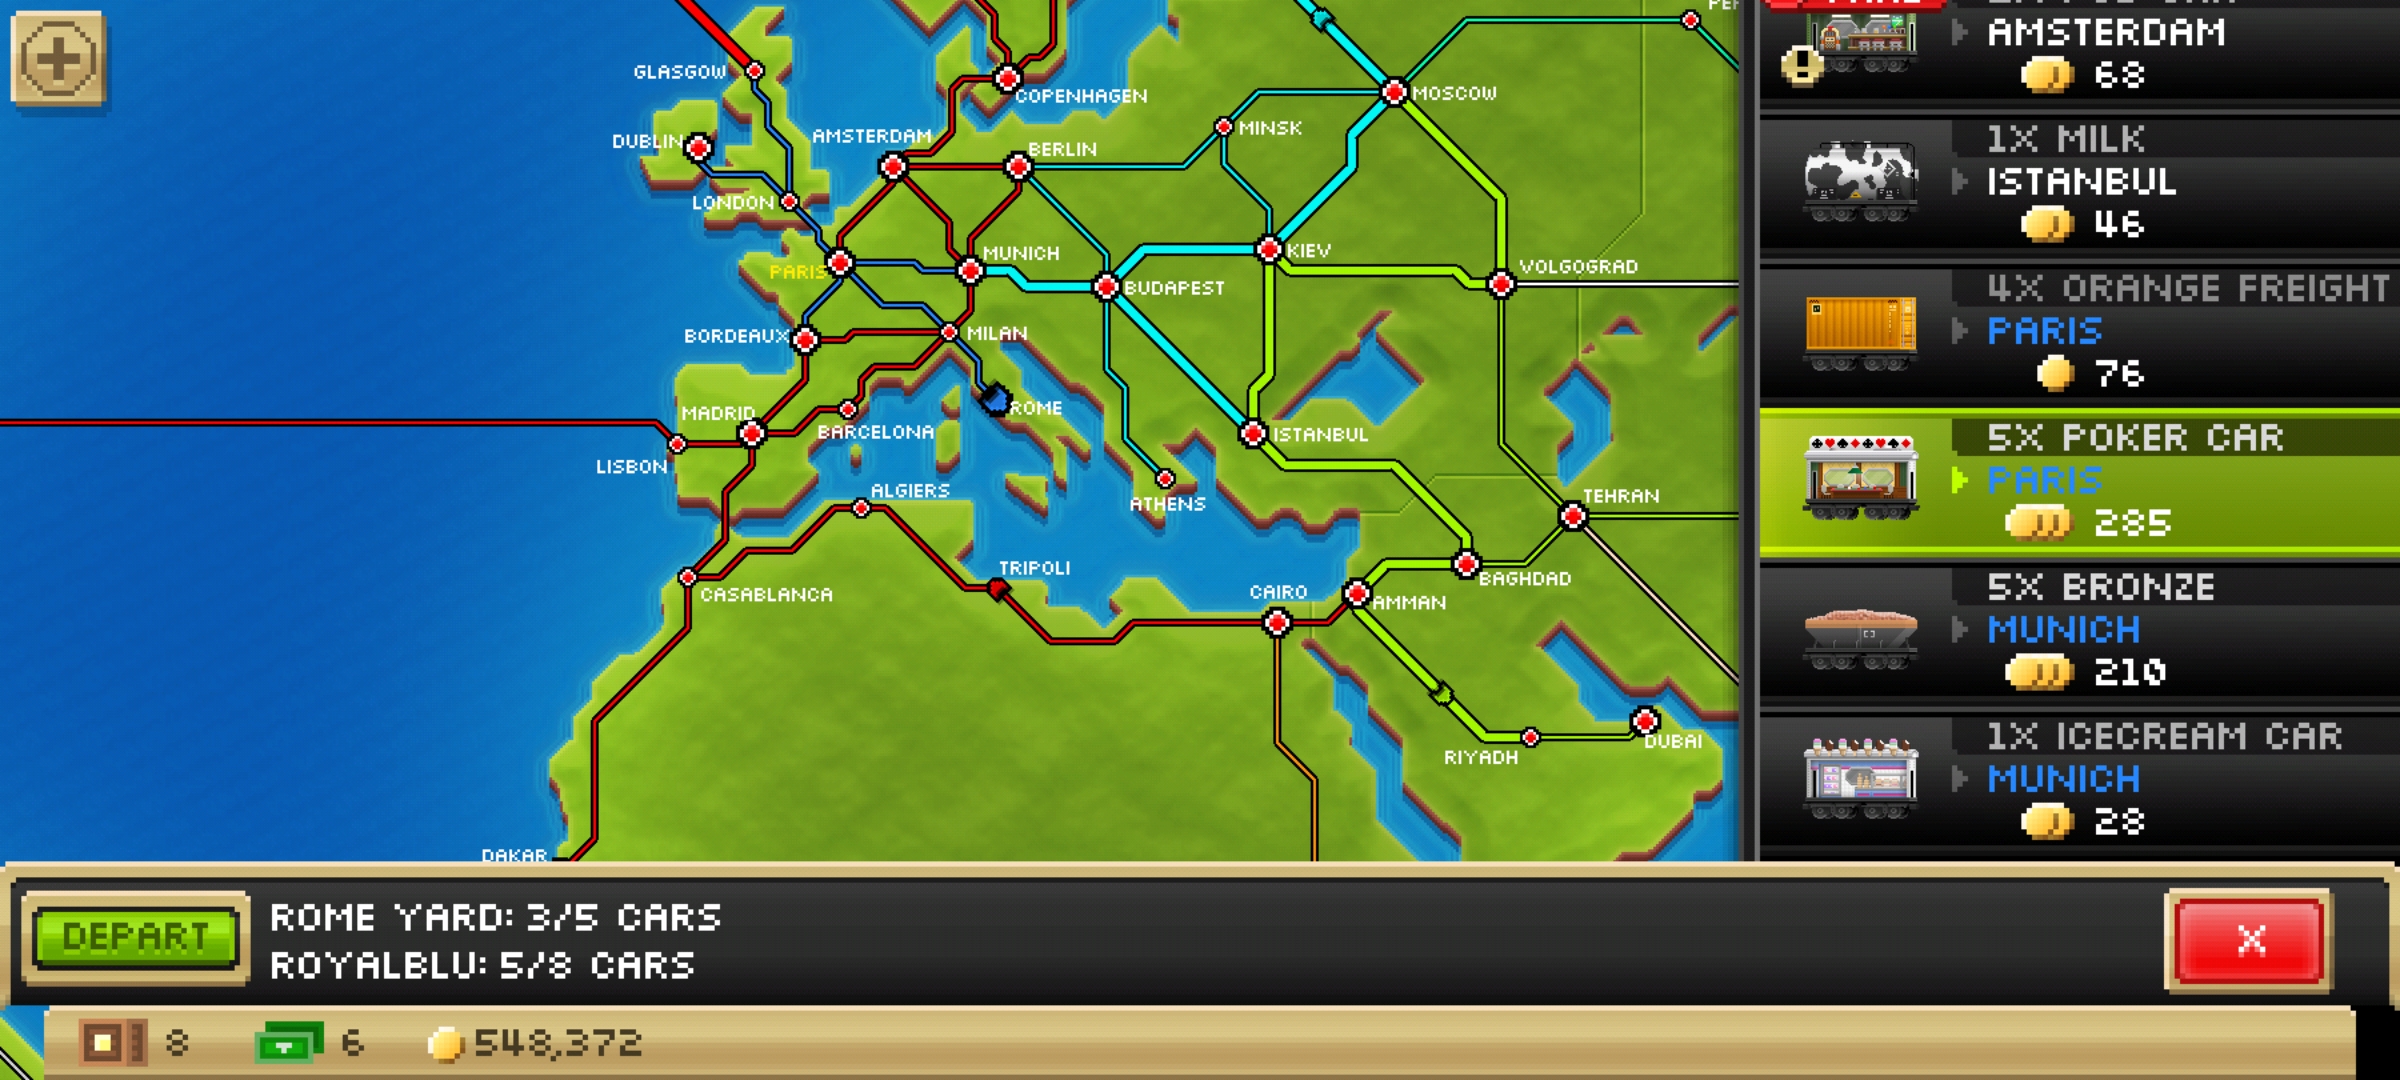 GLASGOW
COPENHAGEN
MOSCOW
DUBLIN
AMSTERDAM
BERLIN
MINSK
LONDON
PARIS
MUNICH
KIEV
VOLGOGRAD
BUDAPEST
BORDEAUX
MILAN
MADRID
ROME
BARCELONA
ISTANBUL
LISBON
ALGIERS
ATHENS
TEHRAN
TRIPOLI
CASABLANCA
CAIRO
BAGHDAD
AMMAN
DUBAI
RIYADH
DAKAR
AMSTERDAM
68
1X MILK
ISTANBUL
46
4X ORANGE FREIGHT
PARIS
76
5X POKER CAR
PARIS
285
5X BRONZE
MUNICH
210
1X ICECREAM CAR
MUNICH
28
DEPART
ROME YARD: 3/5 CARS
ROYALBLU: 5/8 CARS
X
8
6
548,372